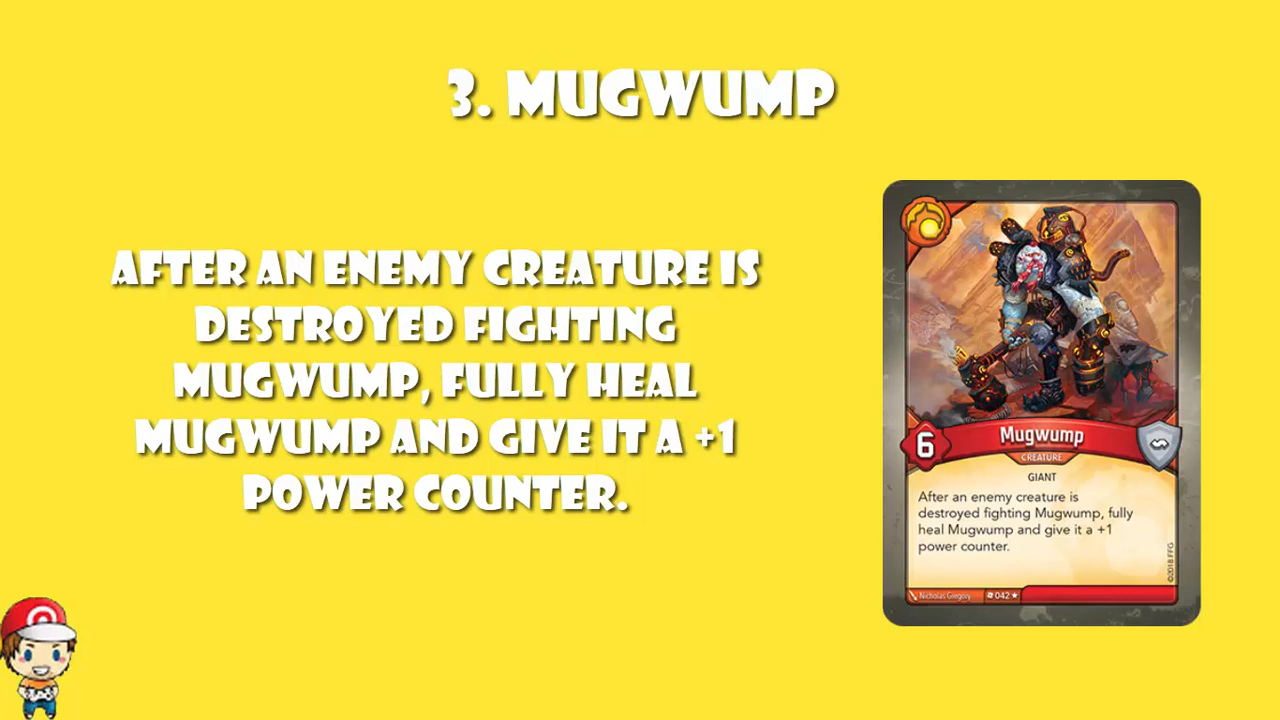 3. MUGWUMP
AFTER AN ENEMY CREATURE IS
DESTROYED FIGHTING
MUGWUMP, FULLY HEAL
MUGWUMP AND GIVE IT A +1
POWER COUNTER.
6
Mugwump
CREATURE
GIANT
After an enemy creature is
destroyed fighting Mugwump, fully
heal Mugwump and give it a +1
power counter.
©2018 FFG
Nicholas Gregory
042★